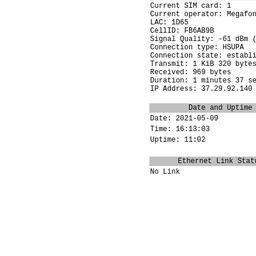 Current SIM card: 1
Current operator: Megafon
LAC: 1D65
CellID: FB6AB9B
Signal Quality: -61 dBm (
Connection type: HSUPA
Connection state: establi
Transmit: 1 KiB 320 bytes
Received: 969 bytes
Duration: 1 minutes 37 se
IP Address: 37.29.92.140
Date and Uptime
Date: 2021-05-09
Time: 16:13:03
Uptime: 11:02
Ethernet Link Stat
No Link